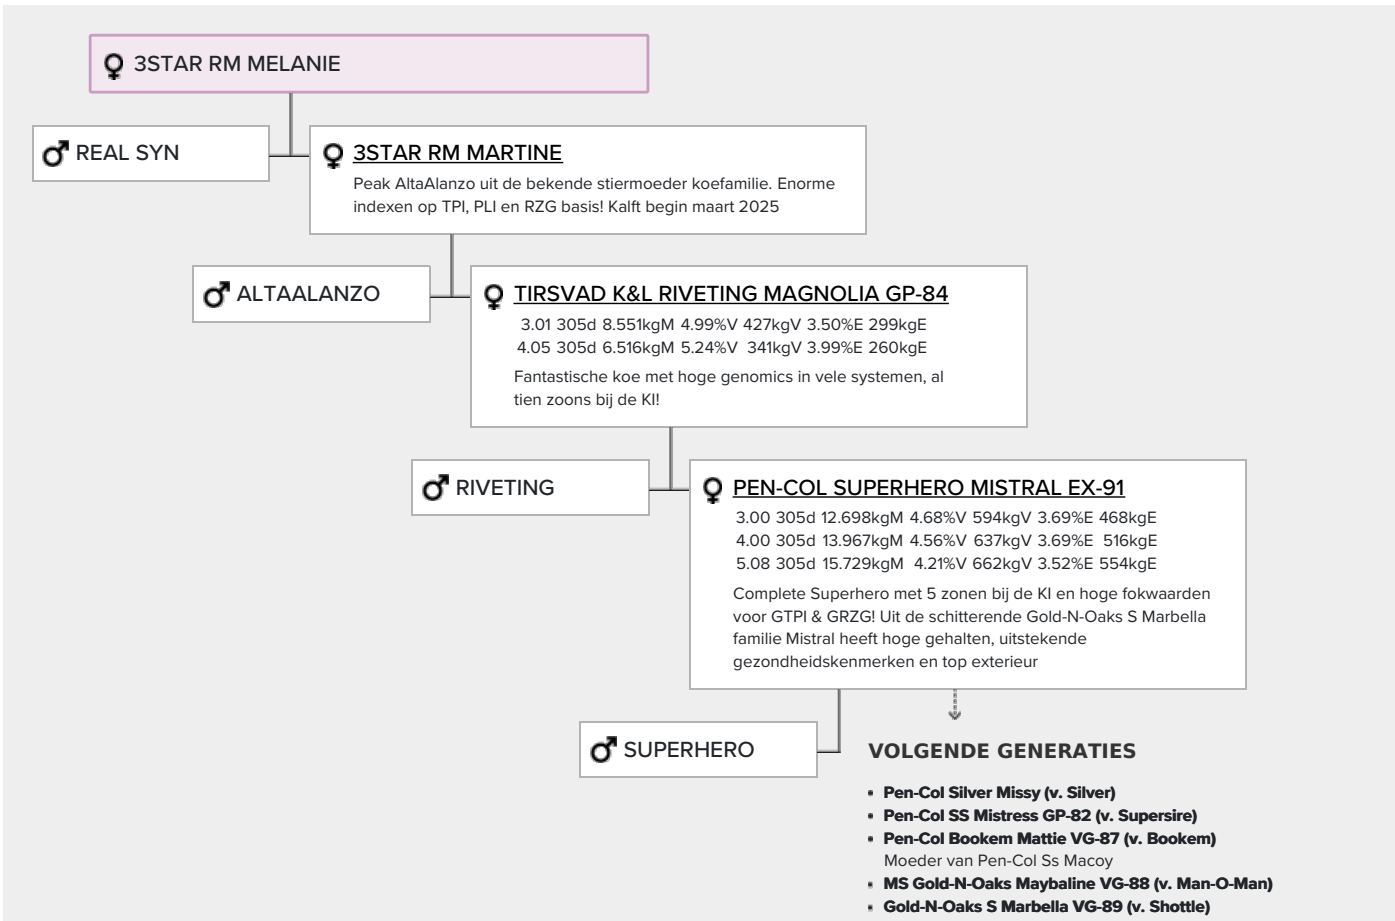 3STAR RM MELANIE
REAL SYN
3STAR RM MARTINE
Peak AltaAlanzo uit de bekende stiermoeder koefamilie. Enorme
indexen op TPI, PLI en RZG basis! Kalft begin maart 2025
ALTAALANZO
TIRSVAD K&L RIVETING MAGNOLIA GP-84
3.01 305d 8.551kgM 4.99%V 427kgV 3.50%E 299kgE
4.05 305d 6.516kgM 5.24%V 341kgV 3.99%E 260kgE
Fantastische koe met hoge genomics in vele systemen, al
tien zoons bij de KI!
RIVETING
PEN-COL SUPERHERO MISTRAL EX-91
3.00 305d 12.698kgM 4.68%V 594kgV 3.69%E 468kgE
4.00 305d 13.967kgM 4.56%V 637kgV 3.69%E 516kgE
5.08 305d 15.729kgM 4.21%V 662kgV 3.52%E 554kgE
Complete Superhero met 5 zonen bij de KI en hoge fokwaarden
voor GTPI & GRZG! Uit de schitterende Gold-N-Oaks S Marbella
familie Mistral heeft hoge gehalten, uitstekende
gezondheidskenmerken en top exterieur
SUPERHERO
VOLGENDE GENERATIES
• Pen-Col Silver Missy (v. Silver)
• Pen-Col SS Mistress GP-82 (v. Supersire)
• Pen-Col Bookem Mattie VG-87 (v. Bookem)
Moeder van Pen-Col Ss Macoy
• MS Gold-N-Oaks Maybaline VG-88 (v. Man-O-Man)
• Gold-N-Oaks S Marbella VG-89 (v. Shottle)